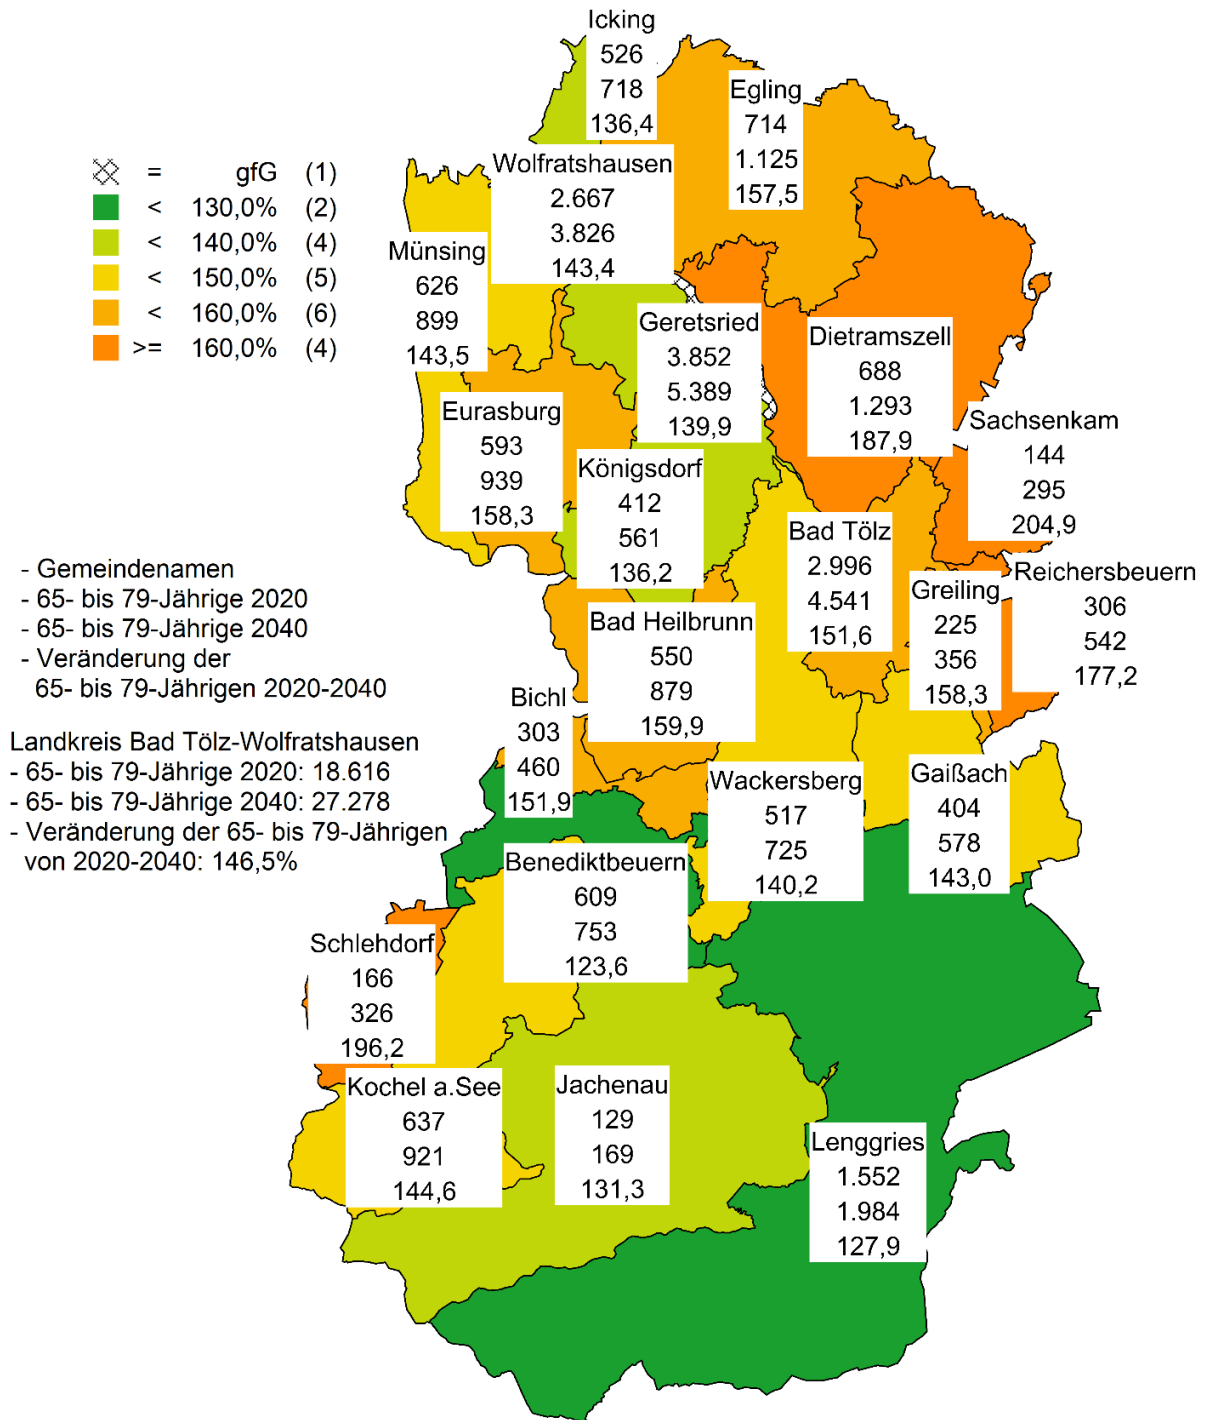 Icking
526
718
136,4
Egling
714
1.125
157,5
= gfG (1)
< 130,0% (2)
< 140,0% (4)
< 150,0% (5)
< 160,0% (6)
>= 160,0% (4)
Wolfratshausen
2.667
3.826
143,4
Münsing
626
899
143,5
Geretsried
3.852
5.389
139,9
Dietramszell
688
1.293
187,9
Eurasburg
593
939
158,3
Sachsenkam
144
295
204,9
Königsdorf
412
561
136,2
Bad Tölz
2.996
4.541
151,6
Reichersbeuern
306
542
177,2
Greiling
225
356
158,3
- Gemeindenamen
- 65- bis 79-Jährige 2020
- 65- bis 79-Jährige 2040
- Veränderung der
65- bis 79-Jährigen 2020-2040
Bad Heilbrunn
550
879
159,9
Bichl
303
460
151,9
Landkreis Bad Tölz-Wolfratshausen
- 65- bis 79-Jährige 2020: 18.616
- 65- bis 79-Jährige 2040: 27.278
- Veränderung der 65- bis 79-Jährigen
von 2020-2040: 146,5%
Wackersberg
517
725
140,2
Gaißach
404
578
143,0
Benediktbeuern
609
753
123,6
Schlehdorf
166
326
196,2
Kochel a.See
637
921
144,6
Jachenau
129
169
131,3
Lenggries
1.552
1.984
127,9